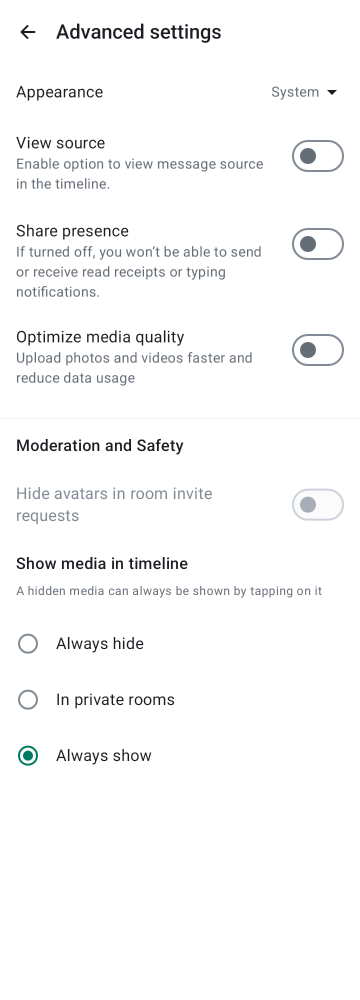 Advanced settings
Appearance
System
View source
Enable option to view message source
in the timeline.
Share presence
If turned off, you won’t be able to send
or receive read receipts or typing
notifications.
Optimize media quality
Upload photos and videos faster and
reduce data usage
Moderation and Safety
Hide avatars in room invite
requests
Show media in timeline
A hidden media can always be shown by tapping on it
Always hide
In private rooms
Always show